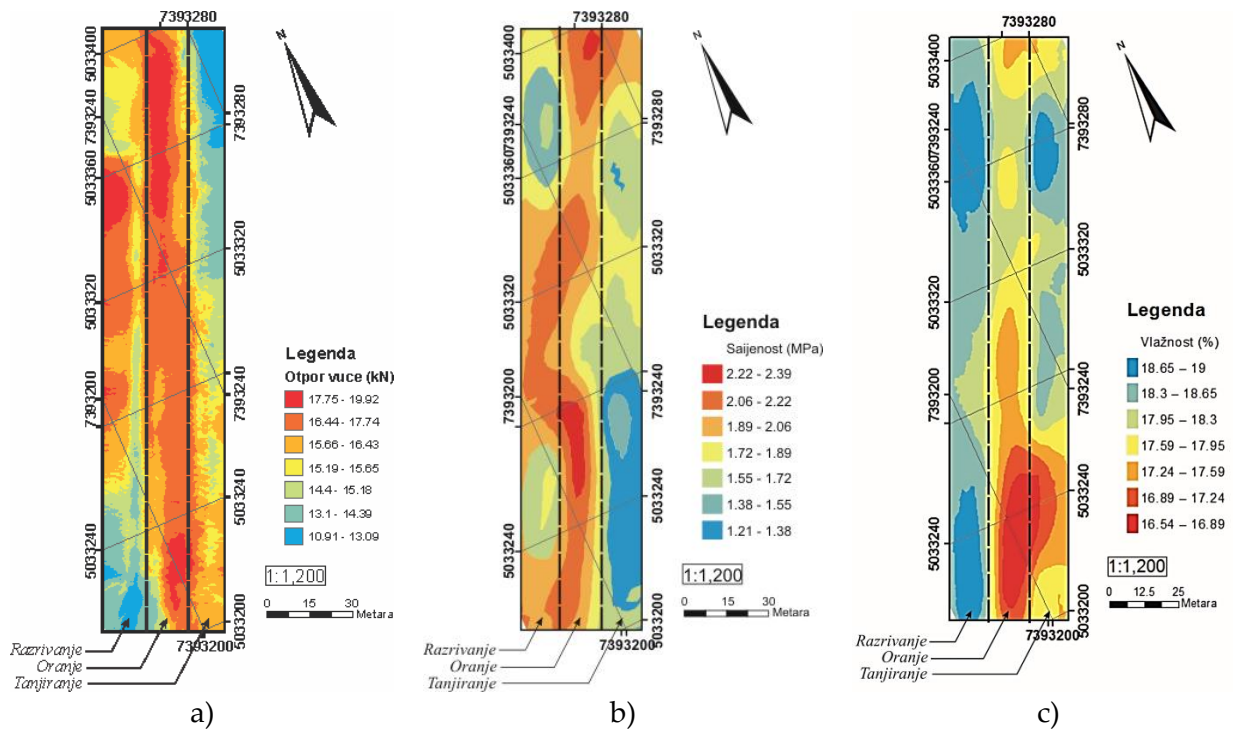 7393280
N
5033400
7393240
5033360
7393280
5033320
5033320
7393200
7393240
5033240
5033240
5033200
7393200
Legenda
Otpor vuce (kN)
17.75 - 19.92
16.44 - 17.74
15.66 - 16.43
15.19 - 15.65
14.4 - 15.18
13.1 - 14.39
10.91 - 13.09
1:1,200
0 15 30
Metara
Razrivanje
Oranje
Tanjiranje
a)
7393280
N
5033400
7393240
5033360
7393280
5033320
5033320
7393200
7393240
5033240
5033240
5033200
7393200
Legenda
Saijenost (MPa)
2.22 - 2.39
2.06 - 2.22
1.89 - 2.06
1.72 - 1.89
1.55 - 1.72
1.38 - 1.55
1.21 - 1.38
1:1,200
0 15 30
Metara
Razrivanje
Oranje
Tanjiranje
b)
7393280
N
5033400
7393240
5033360
7393280
5033320
5033320
7393200
7393240
5033240
5033240
5033200
7393200
Legenda
Vlažnost (%)
18.65 – 19
18.3 – 18.65
17.95 – 18.3
17.59 – 17.95
17.24 – 17.59
16.89 – 17.24
16.54 – 16.89
1:1,200
0 12.5 25
Metara
Razrivanje
Oranje
Tanjiranje
c)